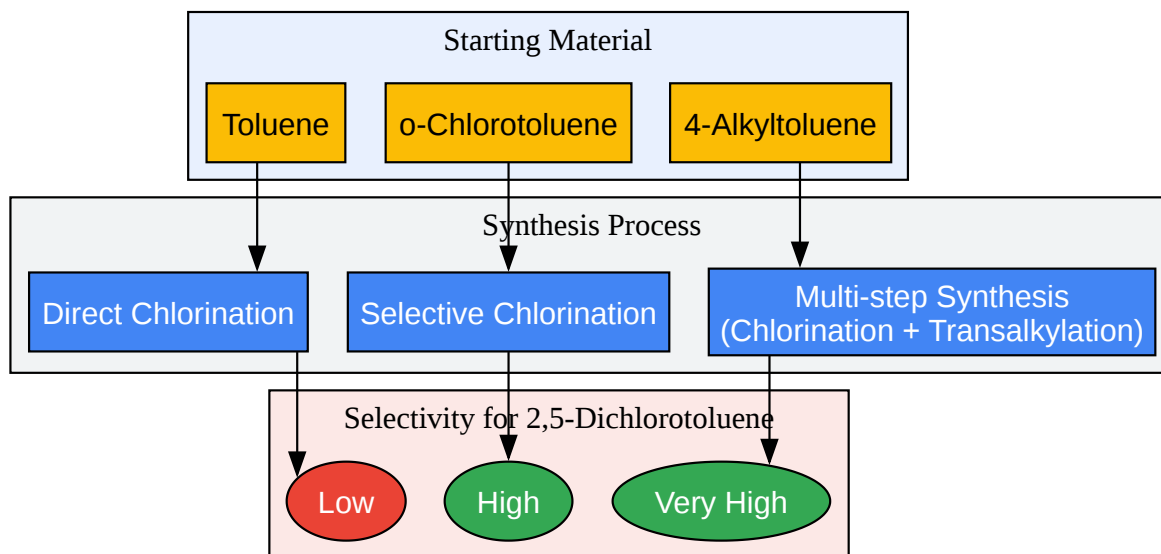 Starting Material
Toluene
o-Chlorotoluene
4-Alkyltoluene
Synthesis Process
Direct Chlorination
Selective Chlorination
Multi-step Synthesis
(Chlorination + Transalkylation)
Selectivity for 2,5-Dichlorotoluene
Low
High
Very High